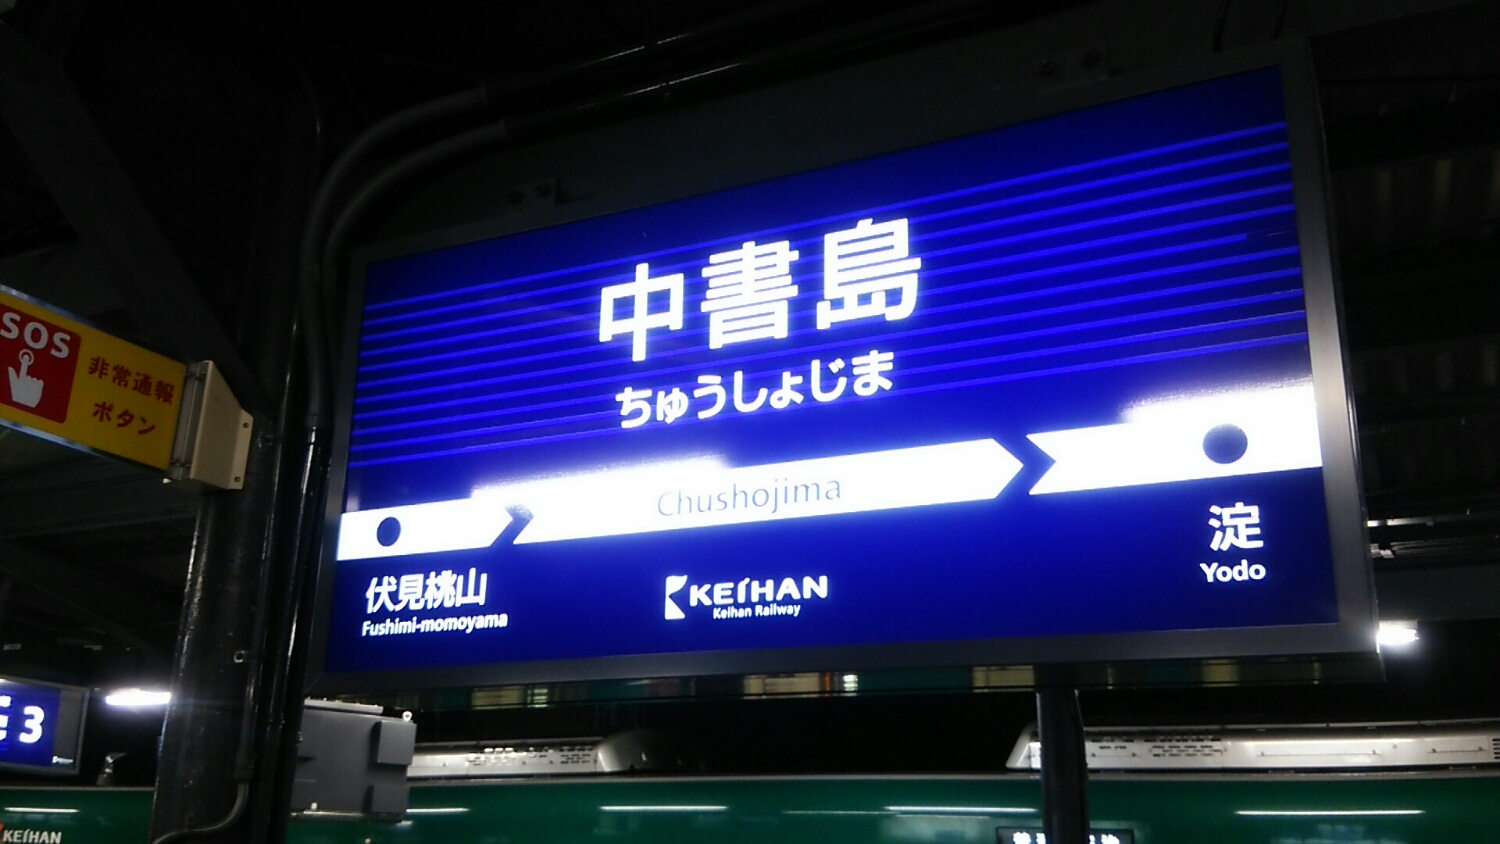 中書島
ちゅうしょじま
Chushojima
伏見桃山
Fushimi-momoyama
KEIHAN
Keihan Railway
淀
Yodo
SOS
非常通報
ボタン
3
KEIHAN